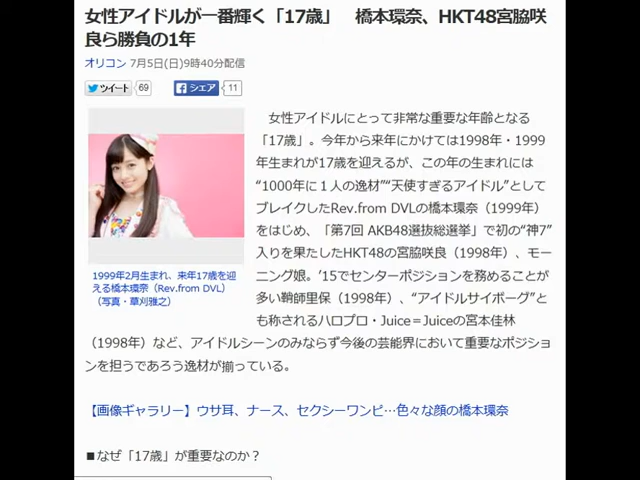 女性アイドルが一番輝く「17歳」　橋本環奈、HKT48宮脇咲
良ら勝負の1年
オリコン 7月5日(日)9時40分配信
ツイート 69 シェア 11
女性アイドルにとって非常な重要な年齢となる
「17歳」。今年から来年にかけては1998年・1999
年生まれが17歳を迎えるが、この年の生まれには
“1000年に１人の逸材”“天使すぎるアイドル”として
ブレイクしたRev.from DVLの橋本環奈（1999年）
をはじめ、「第7回 AKB48選抜総選挙」で初の“神7”
入りを果たしたHKT48の宮脇咲良（1998年）、モー
ニング娘。’15でセンターポジションを務めることが
多い鞘師里保（1998年）、“アイドルサイボーグ”と
も称されるハロプロ・Juice＝Juiceの宮本佳林
（1998年）など、アイドルシーンのみならず今後の芸能界において重要なポジショ
ンを担うであろう逸材が揃っている。
1999年2月生まれ、来年17歳を迎
える橋本環奈（Rev.from DVL）
（写真・草刈雅之）
【画像ギャラリー】ウサ耳、ナース、セクシーワンピ…色々な顔の橋本環奈
■なぜ「17歳」が重要なのか？